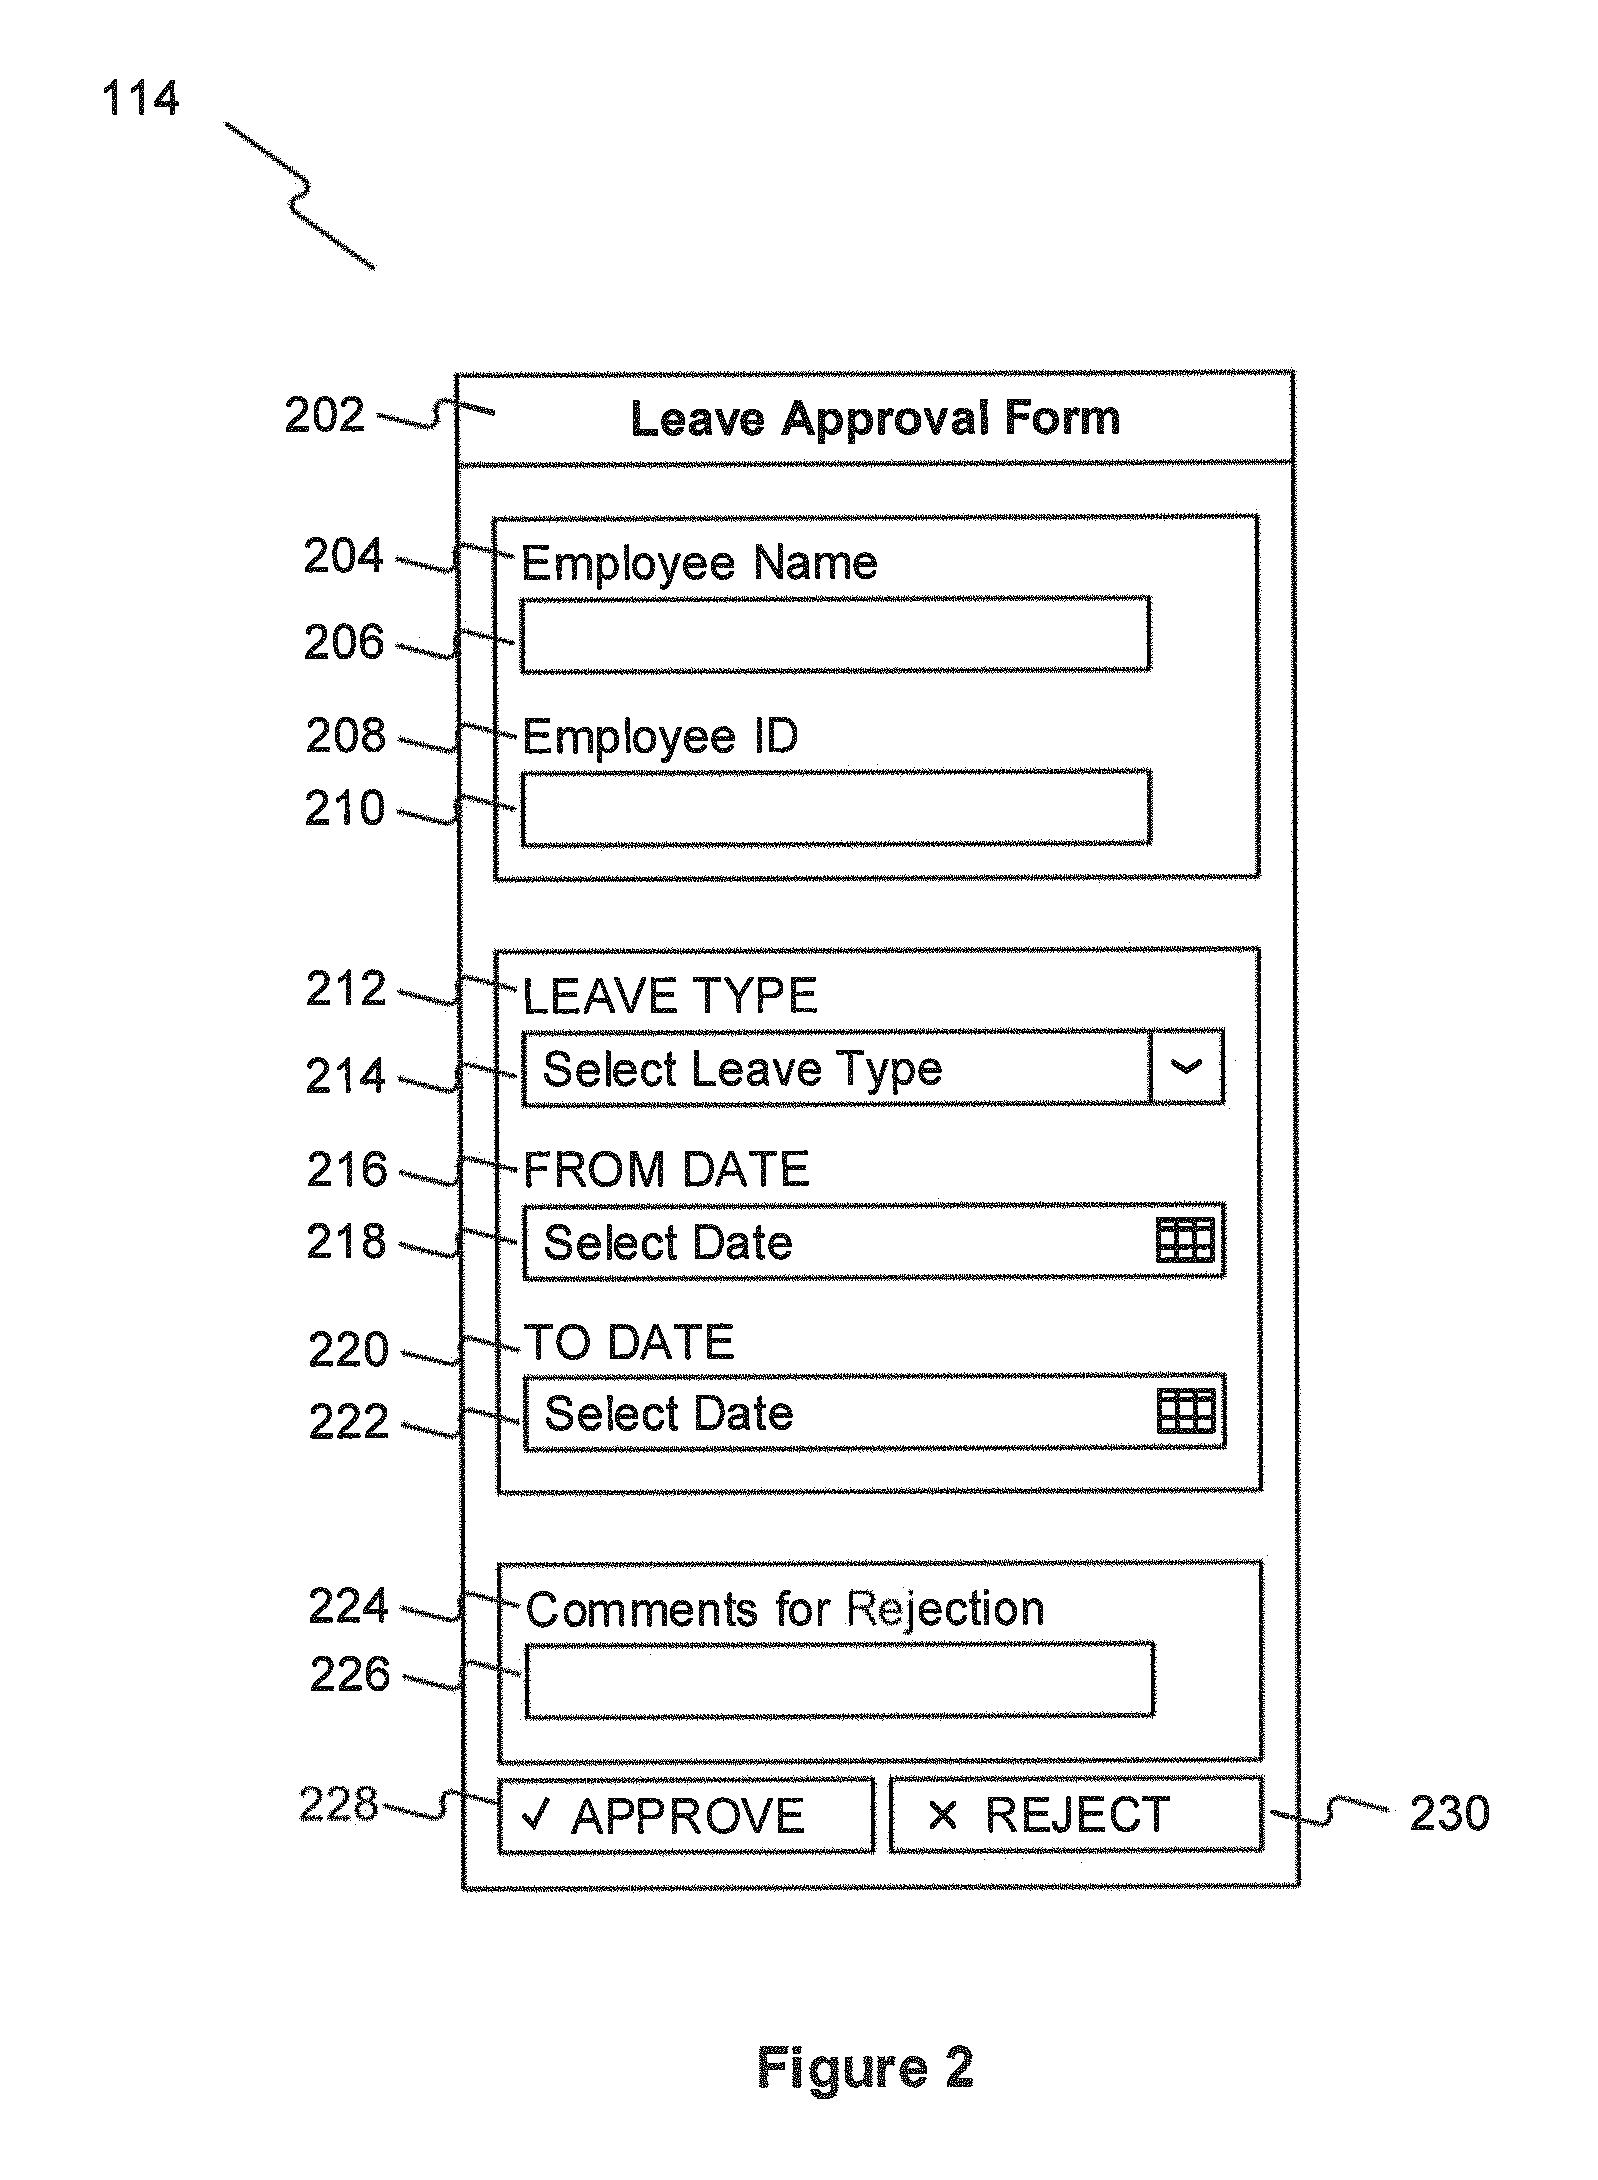 114
202 Leave Approval Form
204 Employee Name
206
208 Employee ID
210
212 LEAVE TYPE
214 Select Leave Type
216 FROM DATE
218 Select Date
220 TO DATE
222 Select Date
224 Comments for Rejection
226
228 ✓ APPROVE × REJECT 230
Figure 2